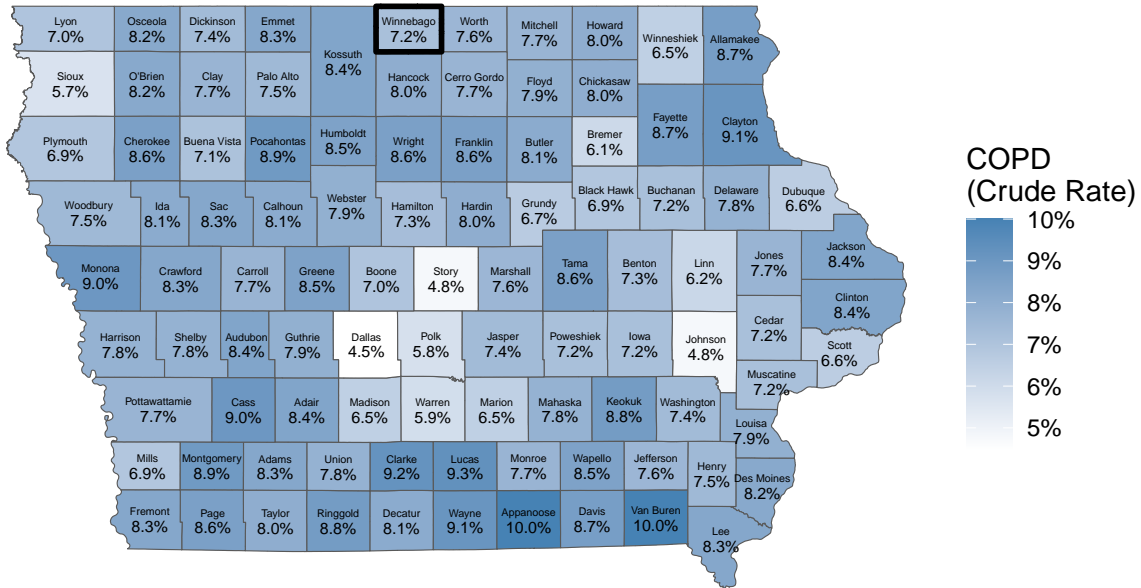 Lyon
7.0%
Osceola
8.2%
Dickinson
7.4%
Emmet
8.3%
Winnebago
7.2%
Worth
7.6%
Mitchell
7.7%
Howard
8.0%
Winneshiek
6.5%
Allamakee
8.7%
Kossuth
8.4%
Sioux
5.7%
O'Brien
8.2%
Clay
7.7%
Palo Alto
7.5%
Hancock
8.0%
Cerro Gordo
7.7%
Floyd
7.9%
Chickasaw
8.0%
Fayette
8.7%
Clayton
9.1%
Plymouth
6.9%
Cherokee
8.6%
Buena Vista
7.1%
Pocahontas
8.9%
Humboldt
8.5%
Wright
8.6%
Franklin
8.6%
Butler
8.1%
Bremer
6.1%
Woodbury
7.5%
Ida
8.1%
Sac
8.3%
Calhoun
8.1%
Webster
7.9%
Hamilton
7.3%
Hardin
8.0%
Grundy
6.7%
Black Hawk
6.9%
Buchanan
7.2%
Delaware
7.8%
Dubuque
6.6%
Monona
9.0%
Crawford
8.3%
Carroll
7.7%
Greene
8.5%
Boone
7.0%
Story
4.8%
Marshall
7.6%
Tama
8.6%
Benton
7.3%
Linn
6.2%
Jones
7.7%
Jackson
8.4%
Clinton
8.4%
Harrison
7.8%
Shelby
7.8%
Audubon
8.4%
Guthrie
7.9%
Dallas
4.5%
Polk
5.8%
Jasper
7.4%
Poweshiek
7.2%
Iowa
7.2%
Johnson
4.8%
Cedar
7.2%
Scott
6.6%
Muscatine
7.2%
Pottawattamie
7.7%
Cass
9.0%
Adair
8.4%
Madison
6.5%
Warren
5.9%
Marion
6.5%
Mahaska
7.8%
Keokuk
8.8%
Washington
7.4%
Louisa
7.9%
Mills
6.9%
Montgomery
8.9%
Adams
8.3%
Union
7.8%
Clarke
9.2%
Lucas
9.3%
Monroe
7.7%
Wapello
8.5%
Jefferson
7.6%
Henry
7.5%
Des Moines
8.2%
Fremont
8.3%
Page
8.6%
Taylor
8.0%
Ringgold
8.8%
Decatur
8.1%
Wayne
9.1%
Appanoose
10.0%
Davis
8.7%
Van Buren
10.0%
Lee
8.3%
COPD
(Crude Rate)
10%
9%
8%
7%
6%
5%